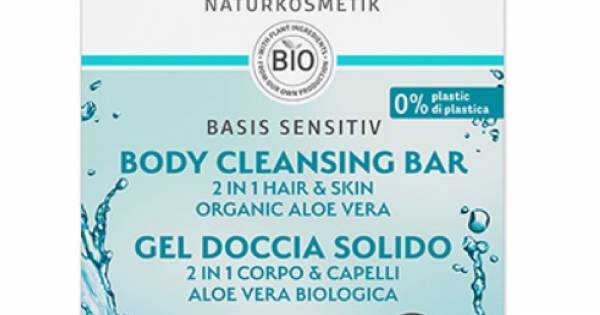 NATURKOSMETIK
WITH PLANT INGREDIENTS
BIO
FROM OUR OWN PRODUCTION
0% plastic
di plastica
BASIS SENSITIV
BODY CLEANSING BAR
2 IN 1 HAIR & SKIN
ORGANIC ALOE VERA
GEL DOCCIA SOLIDO
2 IN 1 CORPO & CAPELLI
ALOE VERA BIOLOGICA